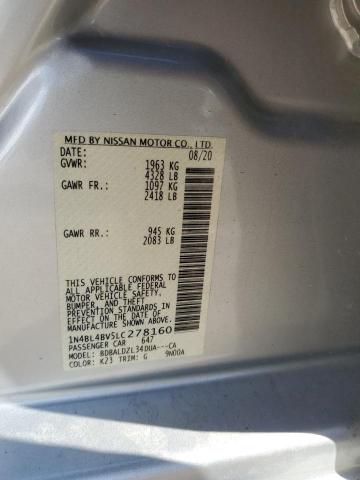 MFD BY NISSAN MOTOR CO., LTD.
DATE: 08/20
GVWR: 1963 KG
4328 LB
GAWR FR.: 1097 KG
2418 LB
GAWR RR.: 945 KG
2083 LB
THIS VEHICLE CONFORMS
TO ALL APPLICABLE FEDERAL
MOTOR VEHICLE SAFETY,
BUMPER, AND THEFT
PREVENTION STANDARDS
IN EFFECT ON THE DATE OF
MANUFACTURE SHOWN ABOVE.
1N4BL4BV5LC278160
PASSENGER CAR 647
MODEL: BDBALDZL34DUA---CA
COLOR: K23 TRIM: G 9N00A